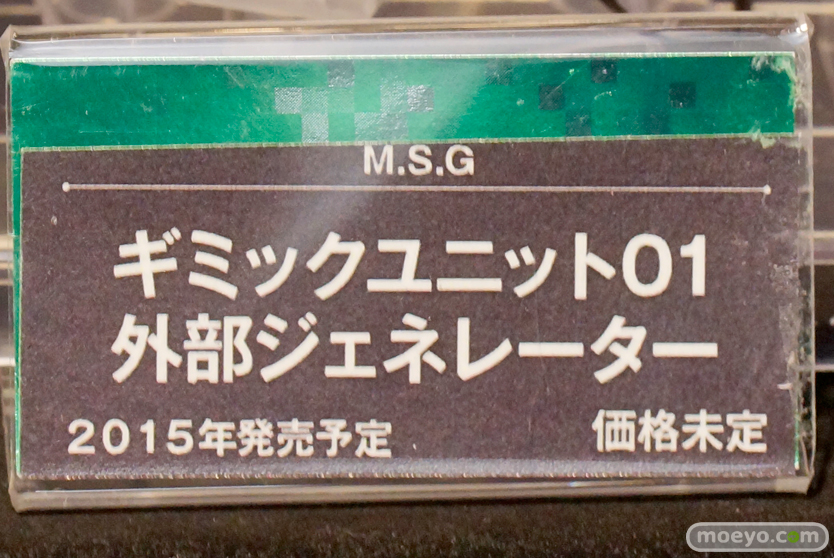 M.S.G
ギミックユニット01
外部ジェネレーター
2015年発売予定
価格未定
moeyo.com